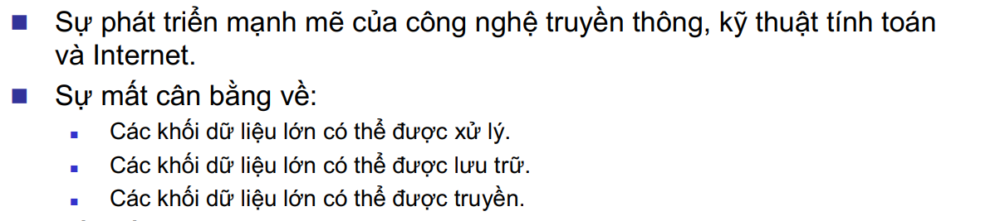 Sự phát triển mạnh mẽ của công nghệ truyền thông, kỹ thuật tính toán
và Internet.
Sự mất cân bằng về:
Các khối dữ liệu lớn có thể được xử lý.
Các khối dữ liệu lớn có thể được lưu trữ.
Các khối dữ liệu lớn có thể được truyền.